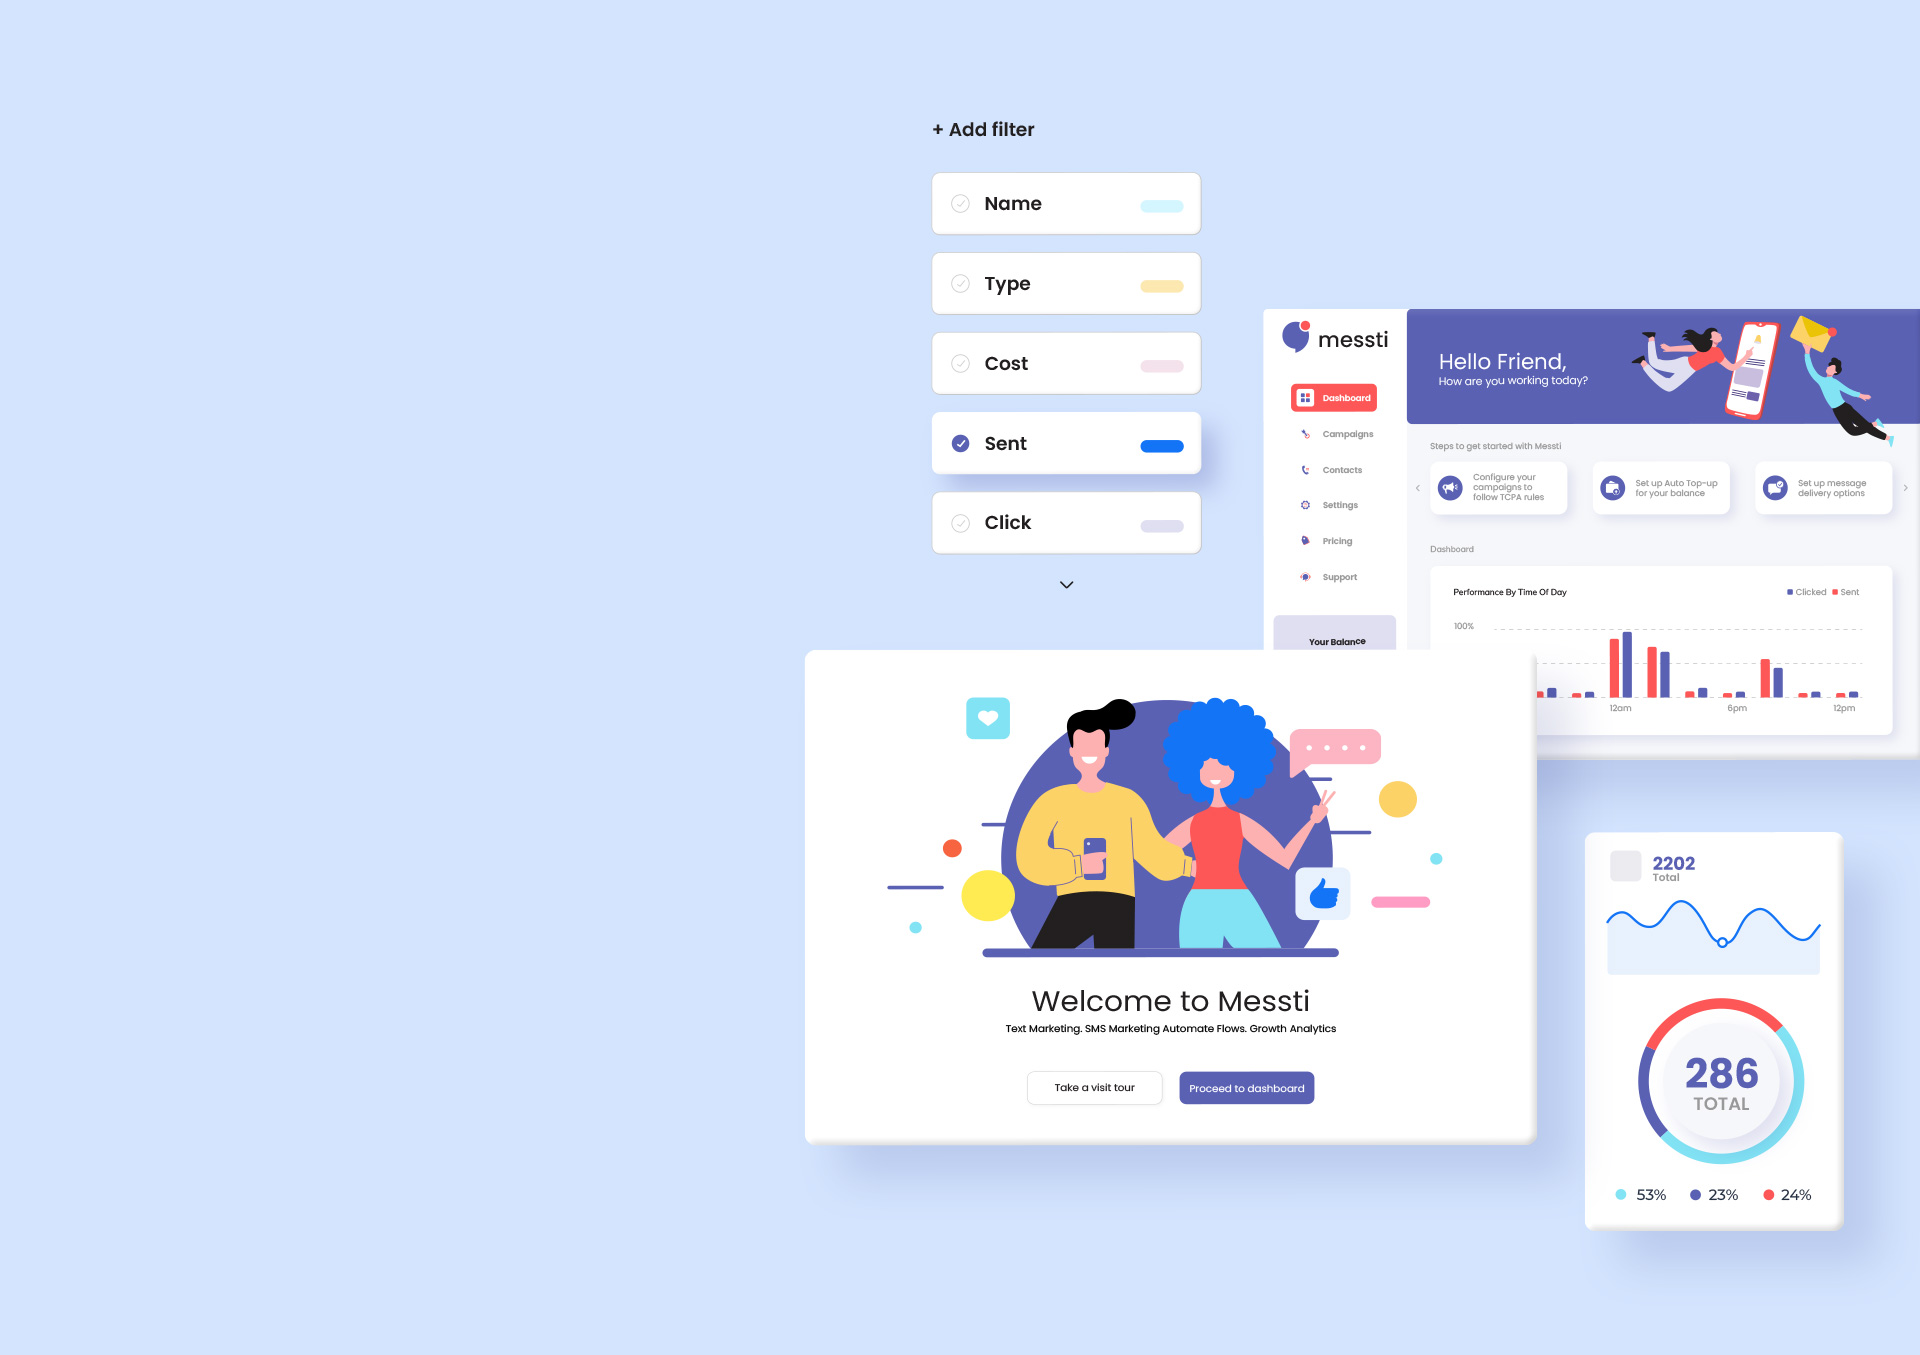 + Add filter
Name
Type
Cost
Sent
Click
messti
Dashboard
Campaigns
Contacts
Settings
Pricing
Support
Your Balance
Hello Friend,
How are you working today?
Steps to get started with Messti
Configure your
campaigns to
follow TCPA rules
Set up Auto Top-up
for your balance
Set up message
delivery options
Dashboard
Performance By Time Of Day
Clicked
Sent
100%
12am
6pm
12pm
Welcome to Messti
Text Marketing. SMS Marketing Automate Flows. Growth Analytics
Take a visit tour
Proceed to dashboard
2202
Total
286
TOTAL
53%
23%
24%